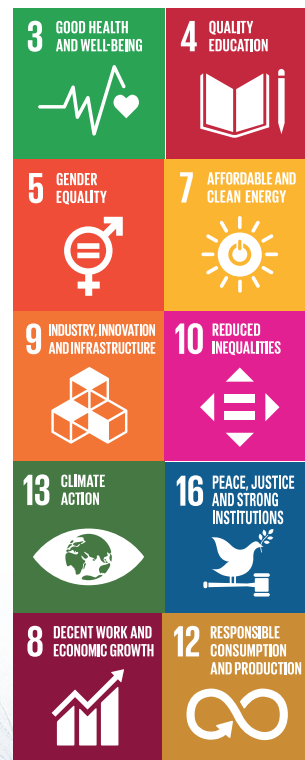 3 GOOD HEALTH
AND WELL-BEING
4 QUALITY
EDUCATION
5 GENDER
EQUALITY
7 AFFORDABLE AND
CLEAN ENERGY
9 INDUSTRY, INNOVATION
AND INFRASTRUCTURE
10 REDUCED
INEQUALITIES
13 CLIMATE
ACTION
16 PEACE, JUSTICE
AND STRONG
INSTITUTIONS
8 DECENT WORK AND
ECONOMIC GROWTH
12 RESPONSIBLE
CONSUMPTION
AND PRODUCTION